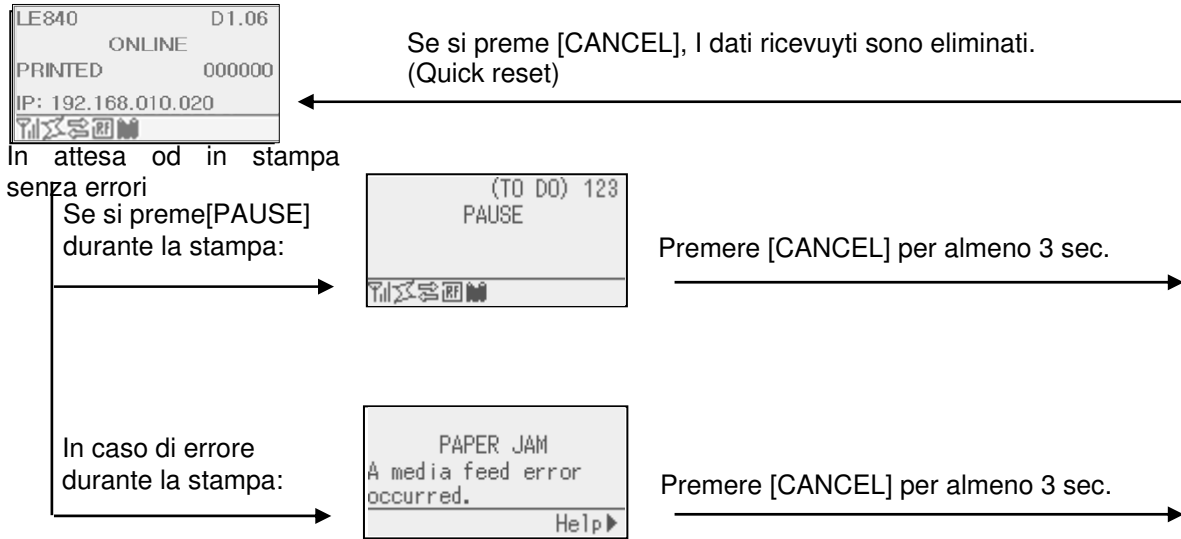 LE840 D1.06
ONLINE
PRINTED 000000
IP: 192.168.010.020
RF
In attesa od in stampa
senza errori
Se si preme [CANCEL], I dati ricevuyti sono eliminati.
(Quick reset)
Se si preme[PAUSE]
durante la stampa:
(TO DO) 123
PAUSE
RF
Premere [CANCEL] per almeno 3 sec.
In caso di errore
durante la stampa:
PAPER JAM
A media feed error
occurred.
Help
Premere [CANCEL] per almeno 3 sec.